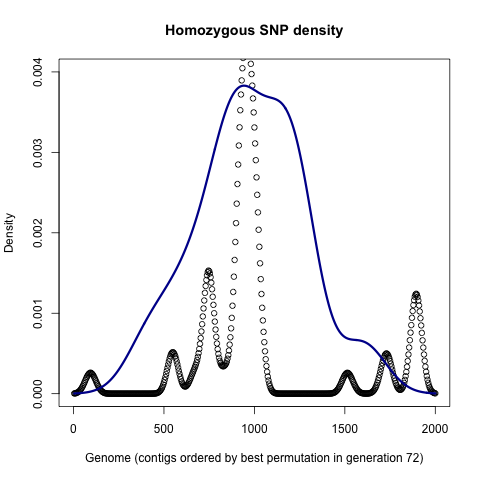 Homozygous SNP density
Density
0.004
0.003
0.002
0.001
0.000
0 500 1000 1500 2000
Genome (contigs ordered by best permutation in generation 72)